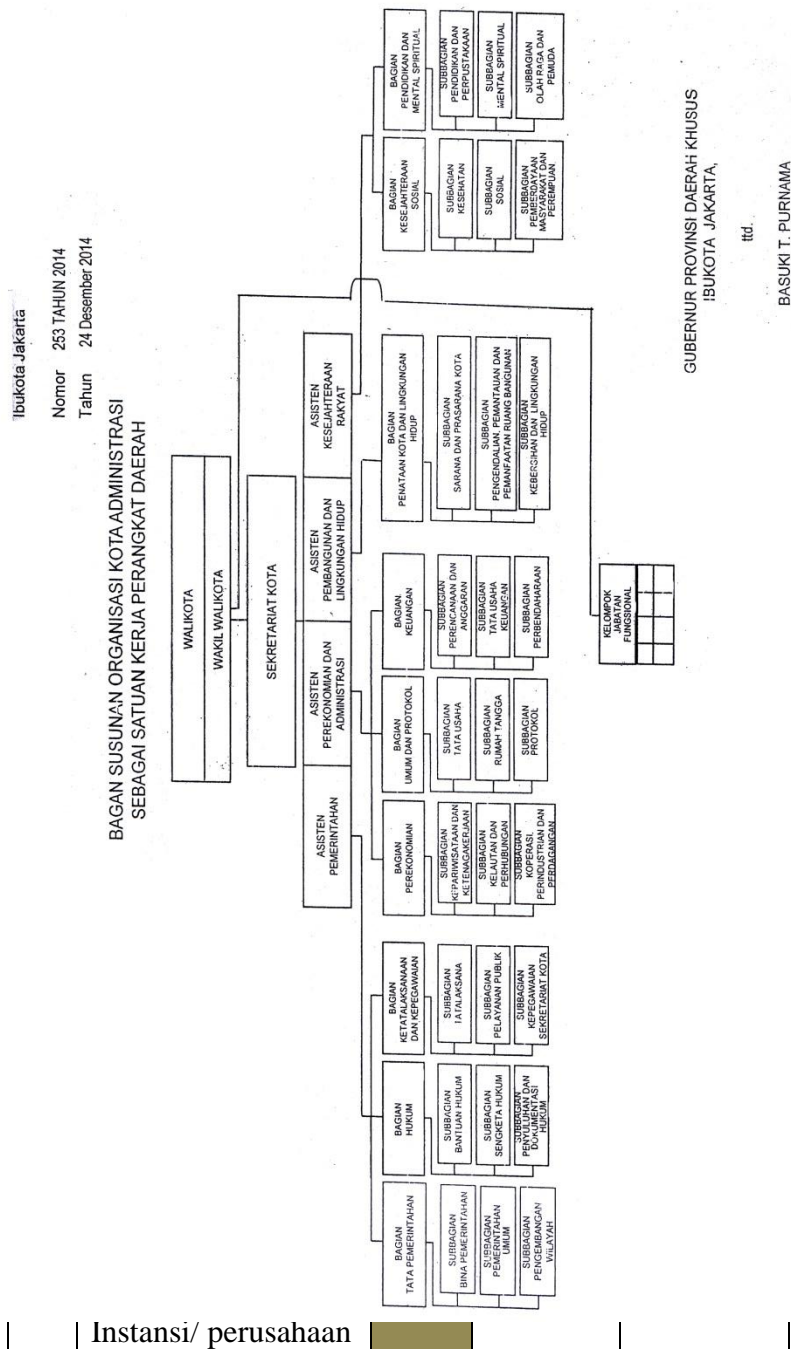 Ibukota Jakarta
Nomor 253 TAHUN 2014
Tahun 24 Desember 2014
BAGAN SUSUNAN ORGANISASI KOTA ADMINISTRASI
SEBAGAI SATUAN KERJA PERANGKAT DAERAH
WALIKOTA
WAKIL WALIKOTA
SEKRETARIAT KOTA
ASISTEN
PEMERINTAHAN
ASISTEN
PEREKONOMIAN DAN
ADMINISTRASI
ASISTEN
PEMBANGUNAN DAN
LINGKUNGAN HIDUP
ASISTEN
KESEJAHTERAAN
RAKYAT
BAGIAN
TATA PEMERINTAHAN
SUBBAGIAN
BINA PEMERINTAHAN
SUBBAGIAN
PEMERINTAHAN
UMUM
SUBBAGIAN
PENGEMBANGAN
WILAYAH
BAGIAN
HUKUM
SUBBAGIAN
BANTUAN HUKUM
SUBBAGIAN
SENGKETA HUKUM
SUBBAGIAN
PENYULUHAN DAN
DOKUMENTASI
HUKUM
BAGIAN
KETATALAKSANAAN
DAN KEPEGAWAIAN
SUBBAGIAN
TATALAKSANA
SUBBAGIAN
PELAYANAN PUBLIK
SUBBAGIAN
KEPEGAWAIAN
SEKRETARIAT KOTA
BAGIAN
PEREKONOMIAN
SUBBAGIAN
KEPARIWISATAAN DAN
KETENAGAKERJAAN
SUBBAGIAN
KELAUTAN DAN
PERHUBUNGAN
SUBBAGIAN
KOPERASI,
PERINDUSTRIAN DAN
PERDAGANGAN
BAGIAN
UMUM DAN PROTOKOL
SUBBAGIAN
TATA USAHA
SUBBAGIAN
RUMAH TANGGA
SUBBAGIAN
PROTOKOL
BAGIAN
KEUANGAN
SUBBAGIAN
PERENCANAAN DAN
ANGGARAN
SUBBAGIAN
TATA USAHA
KEUANGAN
SUBBAGIAN
PERBENDAHARAAN
BAGIAN
PENATAAN KOTA DAN LINGKUNGAN
HIDUP
SUBBAGIAN
SARANA DAN PRASARANA KOTA
SUBBAGIAN
PENGENDALIAN, PEMANTAUAN DAN
PEMANFAATAN RUANG BANGUNAN
SUBBAGIAN
KEBERSIHAN DAN LINGKUNGAN
HIDUP
BAGIAN
KESEJAHTERAAN
SOSIAL
SUBBAGIAN
KESEHATAN
SUBBAGIAN
SOSIAL
SUBBAGIAN
PEMBERDAYAAN
MASYARAKAT DAN
PEREMPUAN
BAGIAN
PENDIDIKAN DAN
MENTAL SPIRITUAL
SUBBAGIAN
PENDIDIKAN DAN
PERPUSTAKAAN
SUBBAGIAN
MENTAL SPIRITUAL
SUBBAGIAN
OLAH RAGA DAN
PEMUDA
KELOMPOK
JABATAN
FUNGSIONAL
GUBERNUR PROVINSI DAERAH KHUSUS
IBUKOTA JAKARTA,
ttd.
BASUKI T. PURNAMA
Instansi/ perusahaan